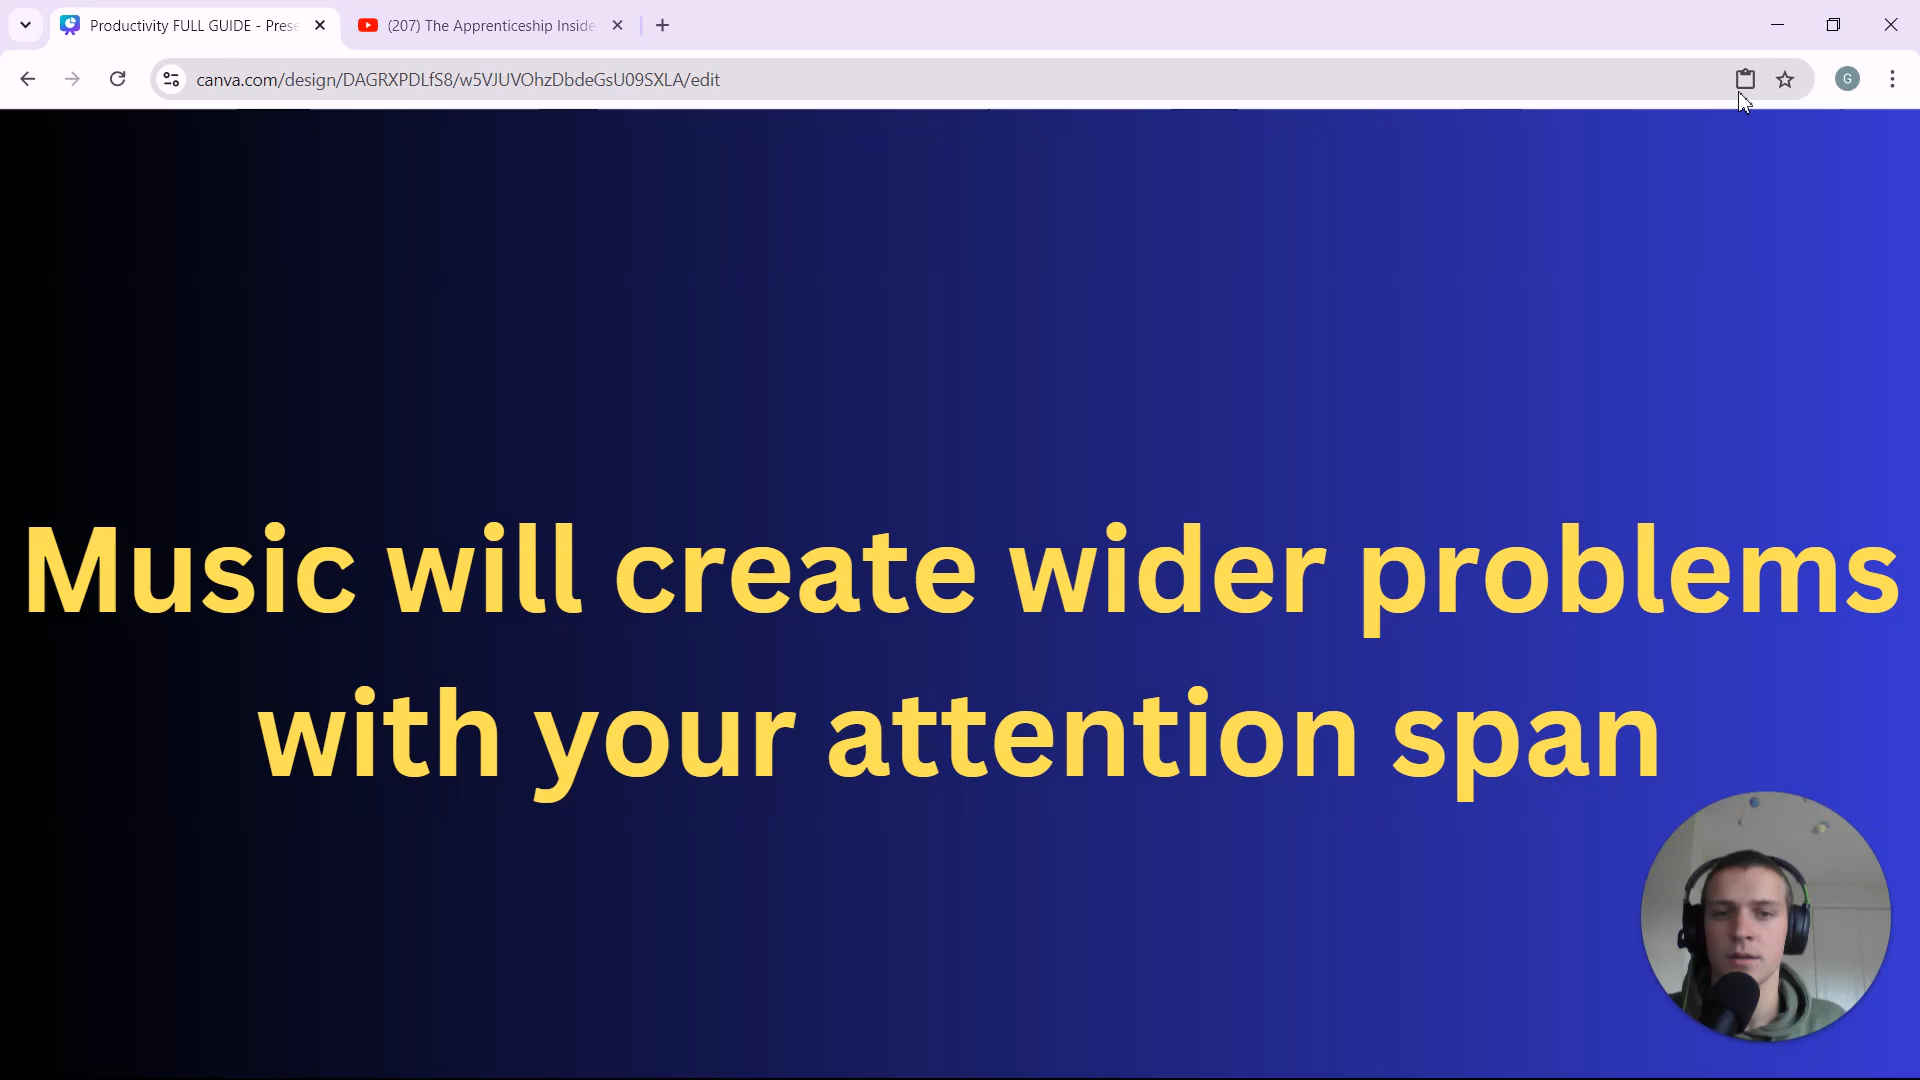 Productivity FULL GUIDE - Prese
(207) The Apprenticeship Inside
canva.com/design/DAGRXPDLfS8/w5VJUVOhzDbdeGsU09SXLA/edit
G
Music will create wider problems
with your attention span